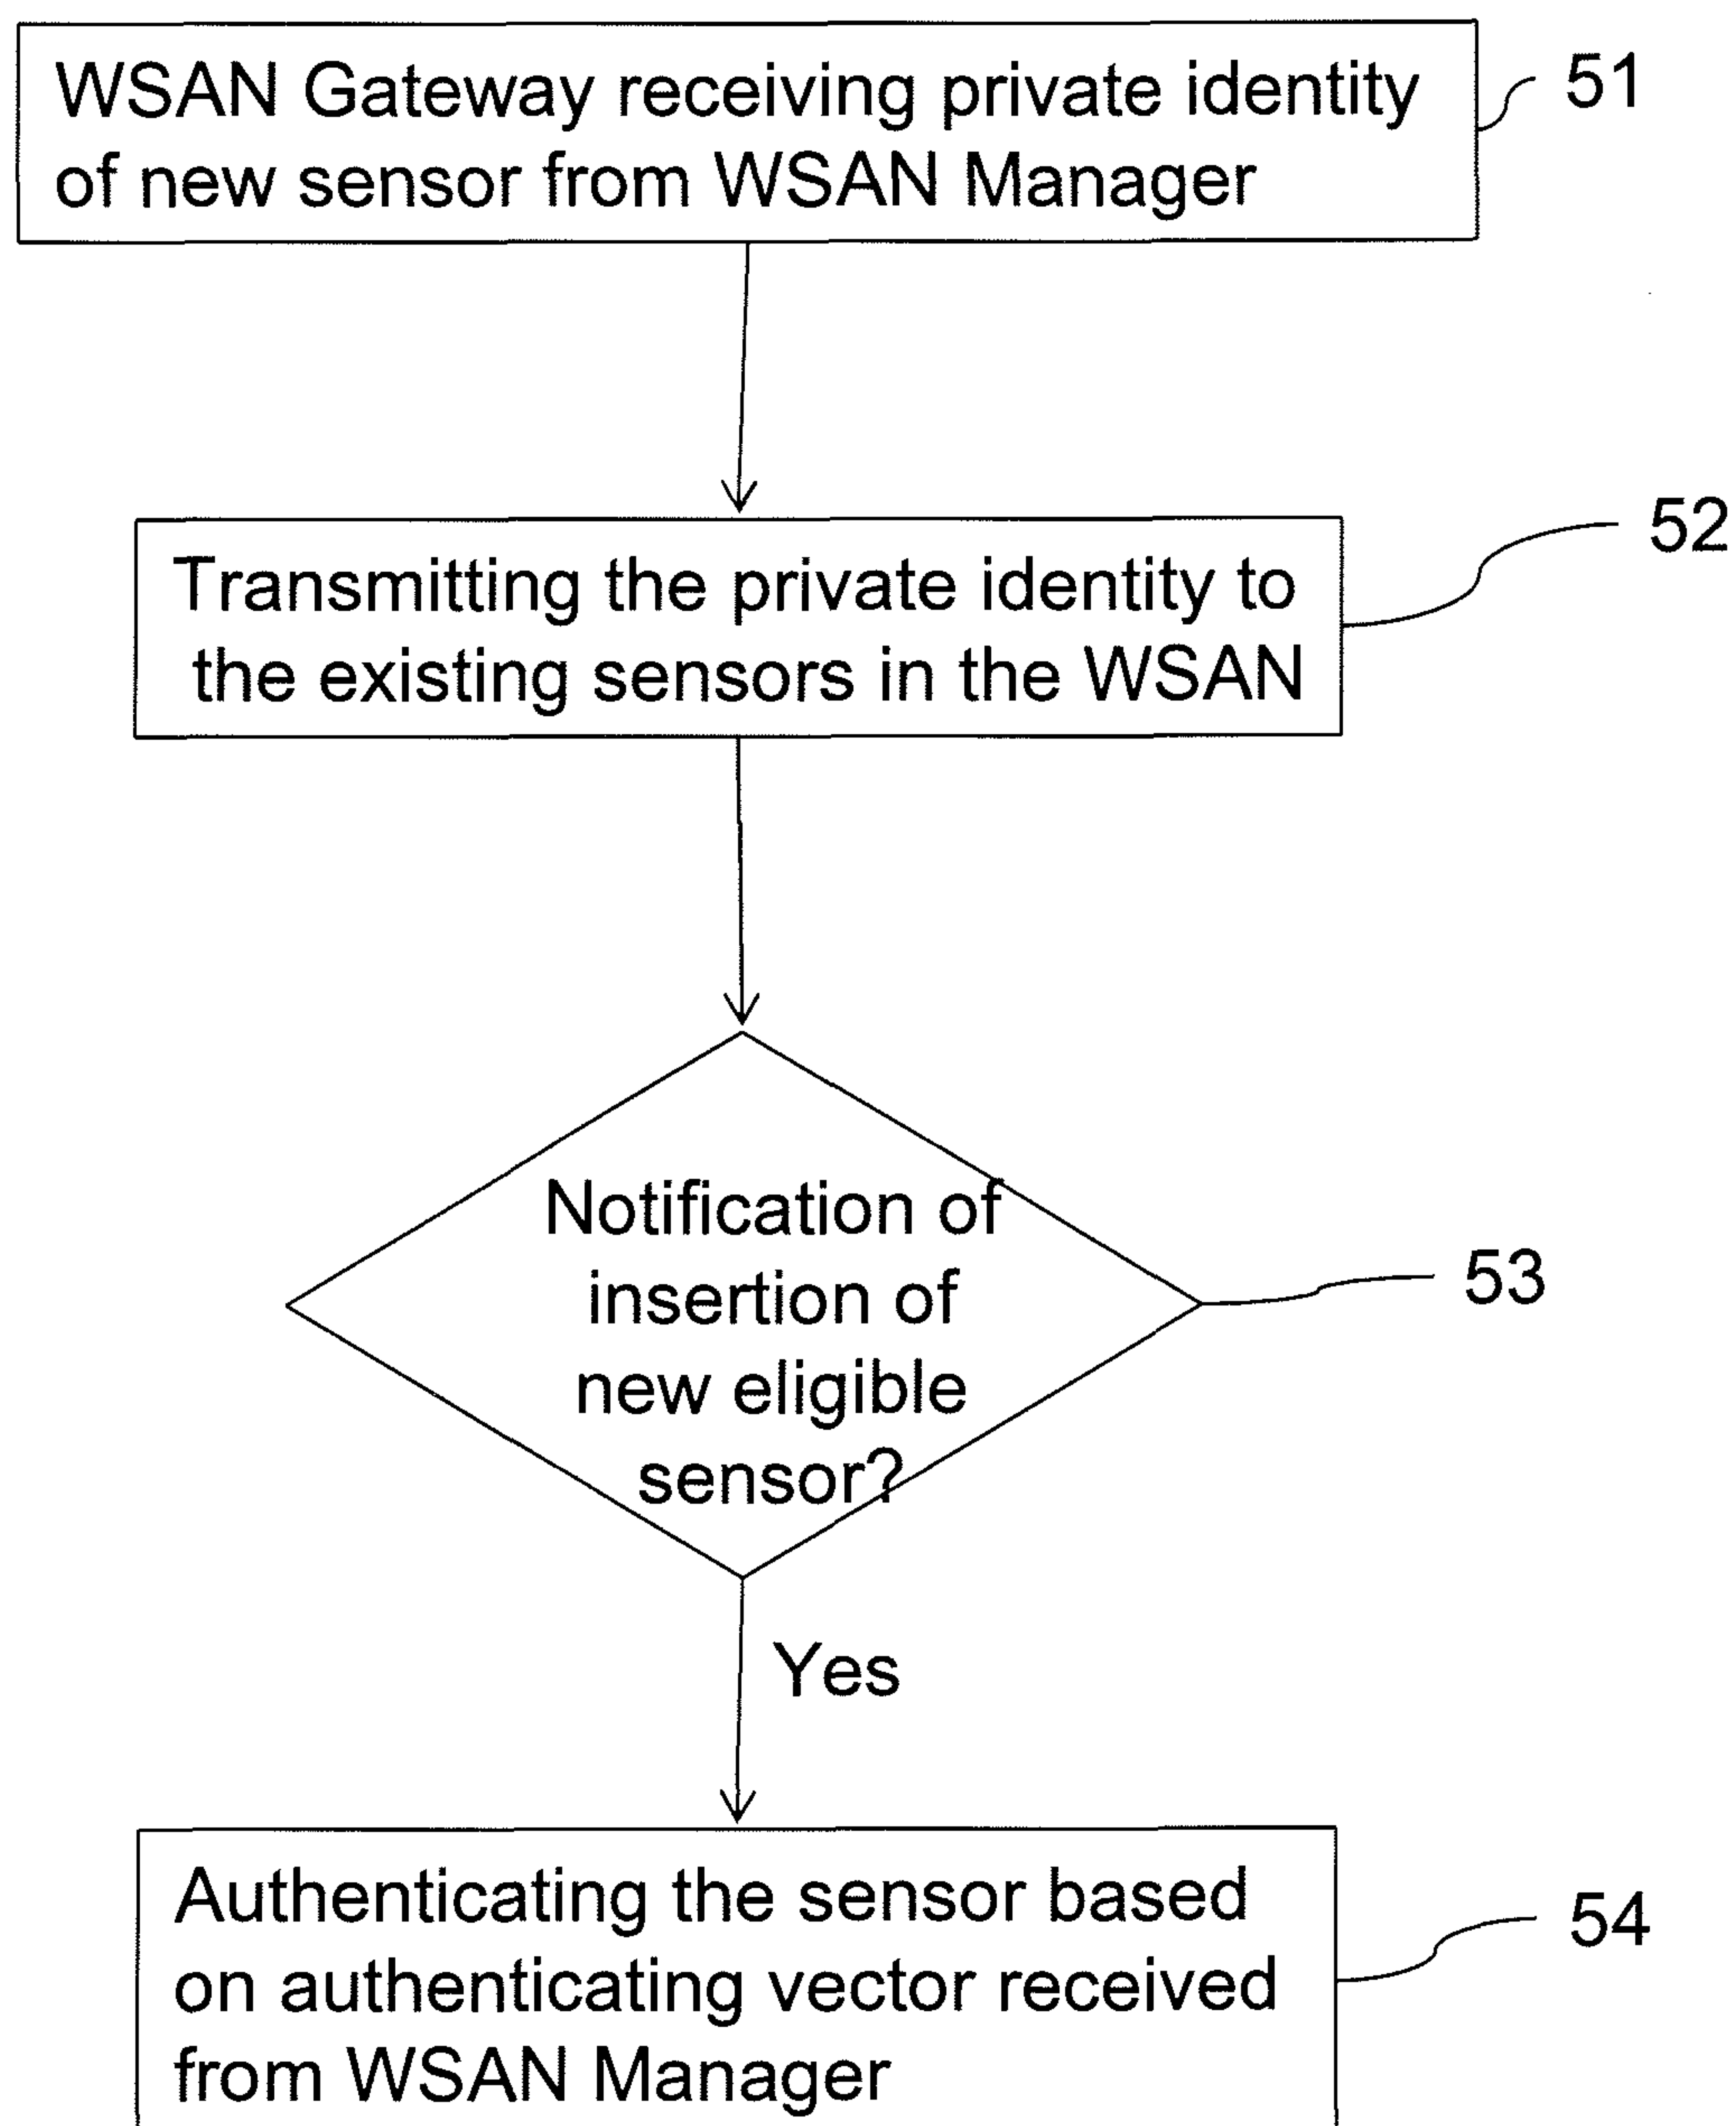 WSAN Gateway receiving private identity
of new sensor from WSAN Manager
51
Transmitting the private identity to
the existing sensors in the WSAN
52
Notification of
insertion of
new eligible
sensor?
53
Yes
Authenticating the sensor based
on authenticating vector received
from WSAN Manager
54